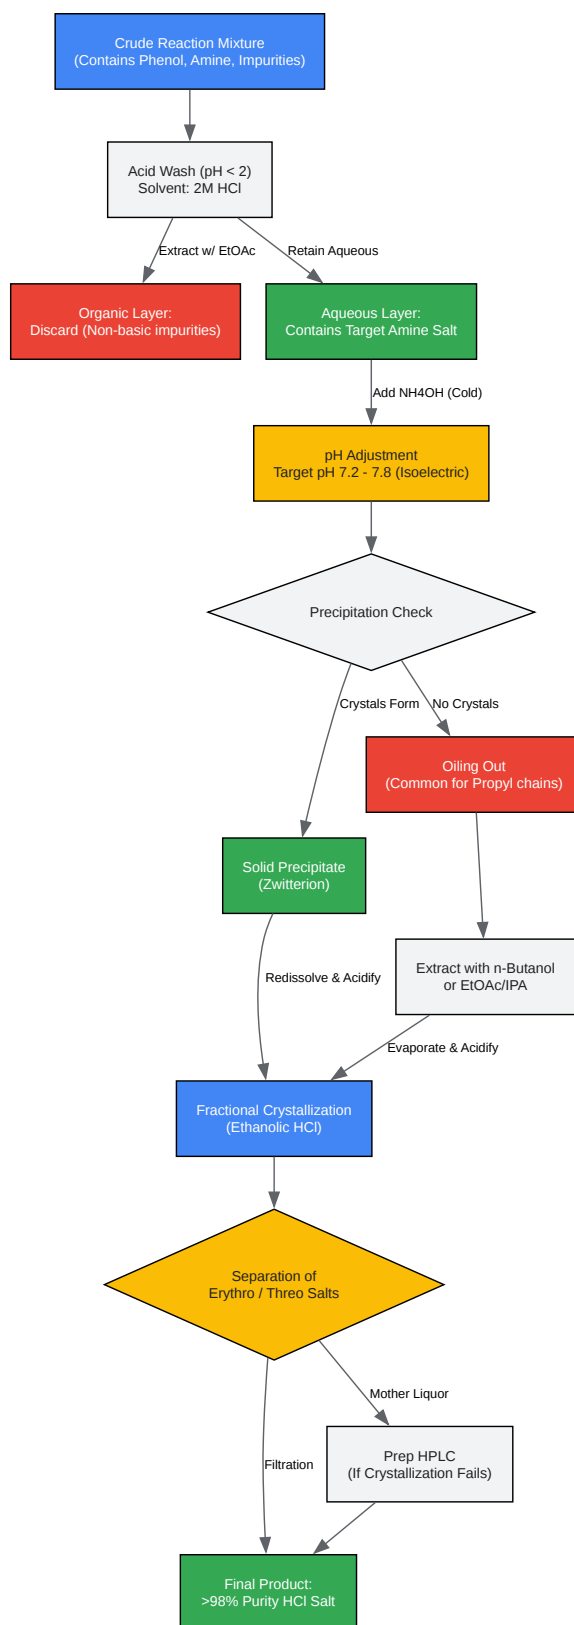 Crude Reaction Mixture
(Contains Phenol, Amine, Impurities)
Acid Wash (pH < 2)
Solvent: 2M HCl
Extract w/ EtOAc
Retain Aqueous
Organic Layer:
Discard (Non-basic impurities)
Aqueous Layer:
Contains Target Amine Salt
Add NH4OH (Cold)
pH Adjustment
Target pH 7.2 - 7.8 (Isoelectric)
Precipitation Check
Crystals Form
No Crystals
Oiling Out
(Common for Propyl chains)
Solid Precipitate
(Zwitterion)
Extract with n-Butanol
or EtOAc/IPA
Redissolve & Acidify
Evaporate & Acidify
Fractional Crystallization
(Ethanolic HCl)
Separation of
Erythro / Threo Salts
Mother Liquor
Prep HPLC
(If Crystallization Fails)
Filtration
Final Product:
>98% Purity HCl Salt